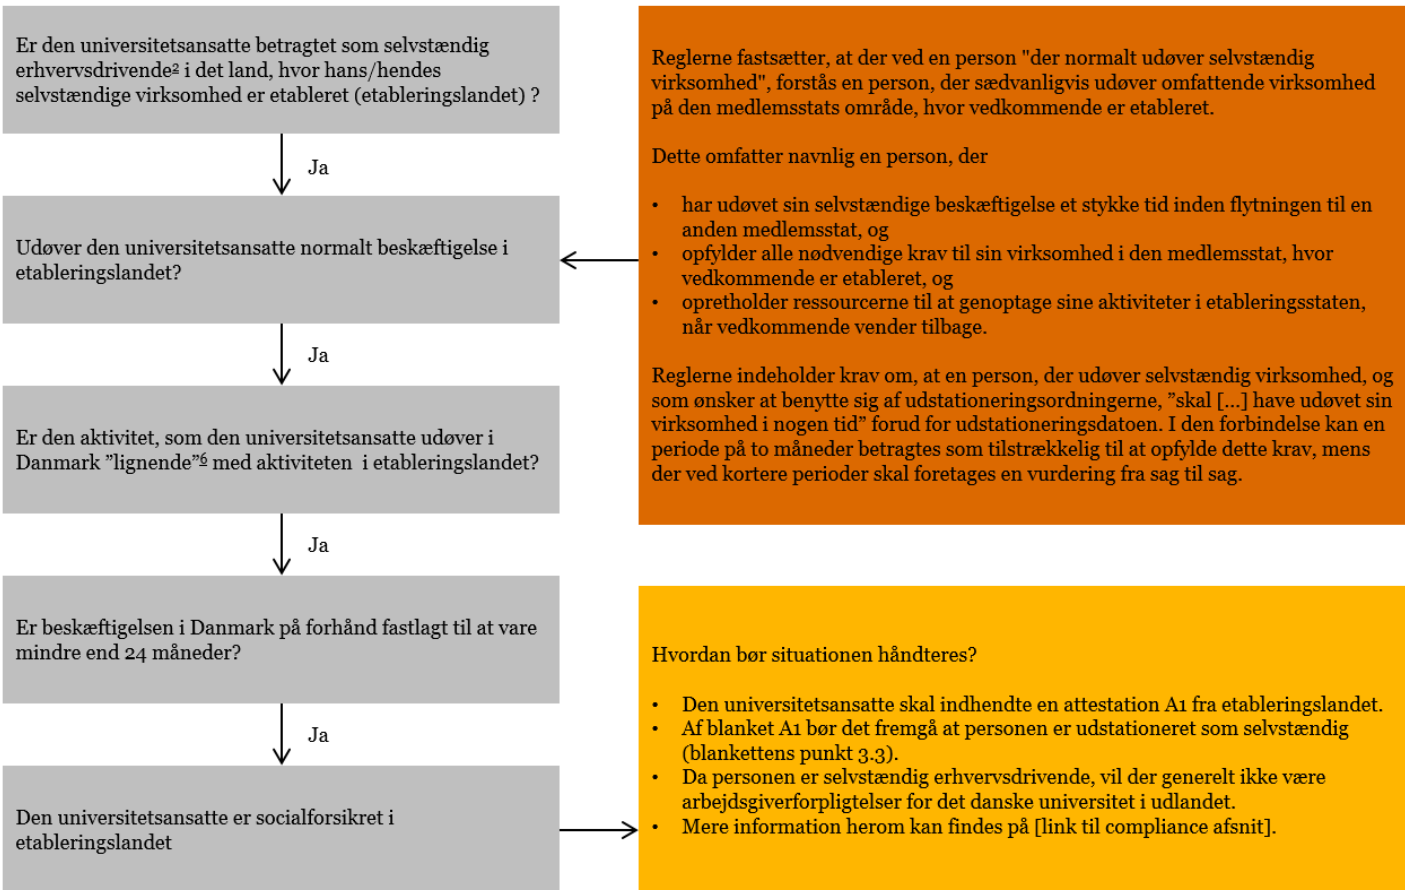 Er den universitetsansatte betragtet som selvstændig
erhvervsdrivende² i det land, hvor hans/hendes
selvstændige virksomhed er etableret (etableringslandet) ?
Ja
Udøver den universitetsansatte normalt beskæftigelse i
etableringslandet?
Ja
Er den aktivitet, som den universitetsansatte udøver i
Danmark ”lignende”⁶ med aktiviteten i etableringslandet?
Ja
Er beskæftigelsen i Danmark på forhånd fastlagt til at vare
mindre end 24 måneder?
Ja
Den universitetsansatte er socialforsikret i
etableringslandet
Reglerne fastsætter, at der ved en person "der normalt udøver selvstændig
virksomhed", forstås en person, der sædvanligvis udøver omfattende virksomhed
på den medlemsstats område, hvor vedkommende er etableret.
Dette omfatter navnlig en person, der
• har udøvet sin selvstændige beskæftigelse et stykke tid inden flytningen til en
anden medlemsstat, og
• opfylder alle nødvendige krav til sin virksomhed i den medlemsstat, hvor
vedkommende er etableret, og
• opretholder ressourcerne til at genoptage sine aktiviteter i etableringsstaten,
når vedkommende vender tilbage.
Reglerne indeholder krav om, at en person, der udøver selvstændig virksomhed, og
som ønsker at benytte sig af udstationeringsordningerne, ”skal [...] have udøvet sin
virksomhed i nogen tid” forud for udstationeringsdatoen. I den forbindelse kan en
periode på to måneder betragtes som tilstrækkelig til at opfylde dette krav, mens
der ved kortere perioder skal foretages en vurdering fra sag til sag.
Hvordan bør situationen håndteres?
• Den universitetsansatte skal indhendte en attestation A1 fra etableringslandet.
• Af blanket A1 bør det fremgå at personen er udstationeret som selvstændig
(blankettens punkt 3.3).
• Da personen er selvstændig erhvervsdrivende, vil der generelt ikke være
arbejdsgiverforpligtelser for det danske universitet i udlandet.
• Mere information herom kan findes på [link til compliance afsnit].